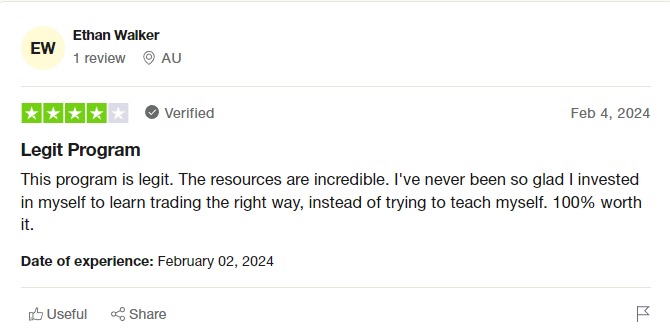 EW
Ethan Walker
1 review AU
Verified Feb 4, 2024
Legit Program
This program is legit. The resources are incredible. I've never been so glad I invested
in myself to learn trading the right way, instead of trying to teach myself. 100% worth
it.
Date of experience: February 02, 2024
Useful Share